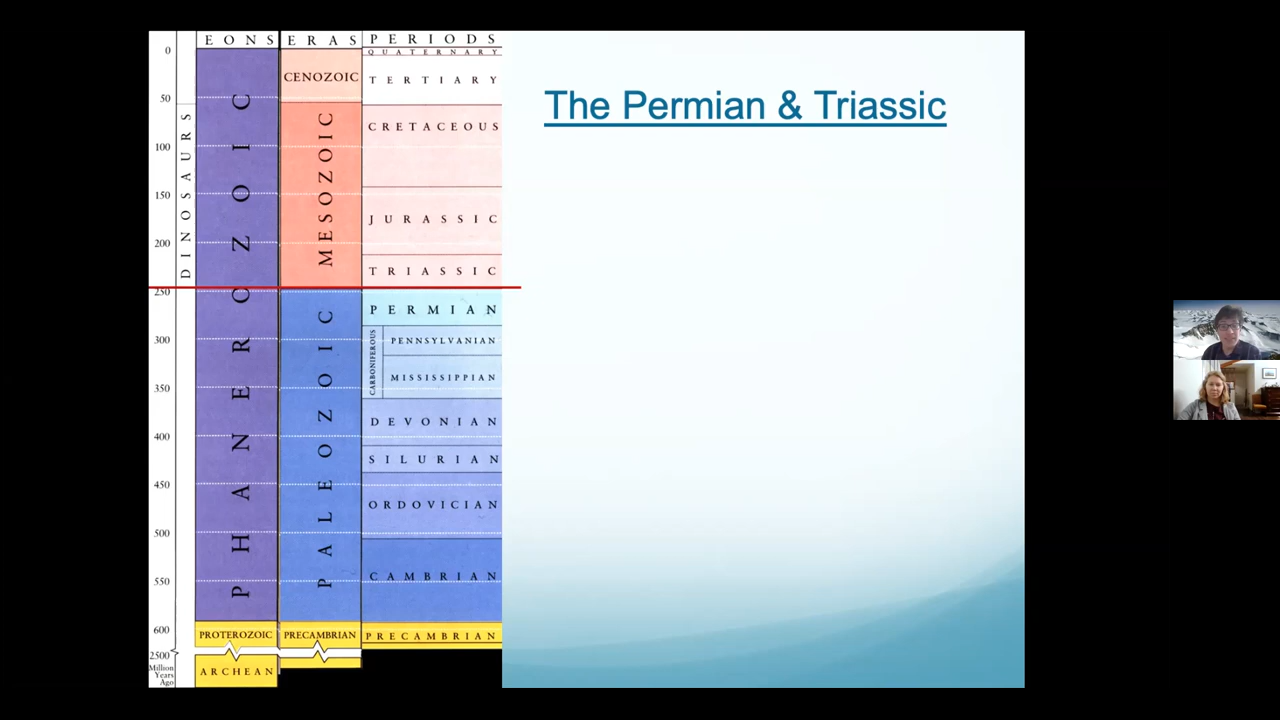 EONS ERAS PERIODS
0
QUATERNARY
CENOZOIC
TERTIARY
50
The Permian & Triassic
CRETACEOUS
100
DINOSAURS
PHANEROZOIC
MESOZOIC
150
JURASSIC
200
TRIASSIC
250
PERMIAN
300
CARBONIFEROUS
PENNSYLVANIAN
PALEOZOIC
350
MISSISSIPPIAN
400
DEVONIAN
SILURIAN
450
ORDOVICIAN
500
550
CAMBRIAN
600
PROTEROZOIC PRECAMBRIAN PRECAMBRIAN
2500
Million
Years
Ago
ARCHEAN